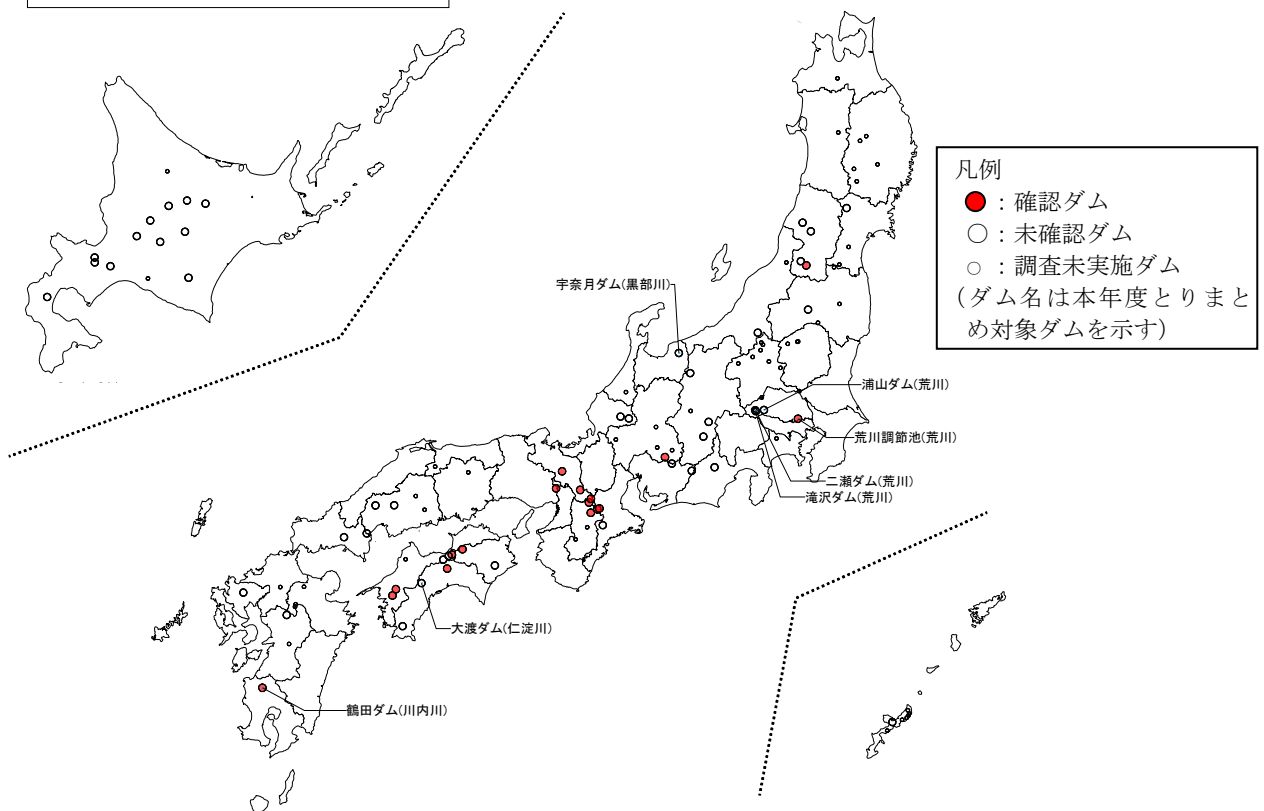 宇奈月ダム(黒部川)
凡例
：確認ダム
：未確認ダム
：調査未実施ダム
(ダム名は本年度とりまと
め対象ダムを示す)
浦山ダム(荒川)
荒川調節池(荒川)
二瀬ダム(荒川)
滝沢ダム(荒川)
大渡ダム(仁淀川)
鶴田ダム(川内川)